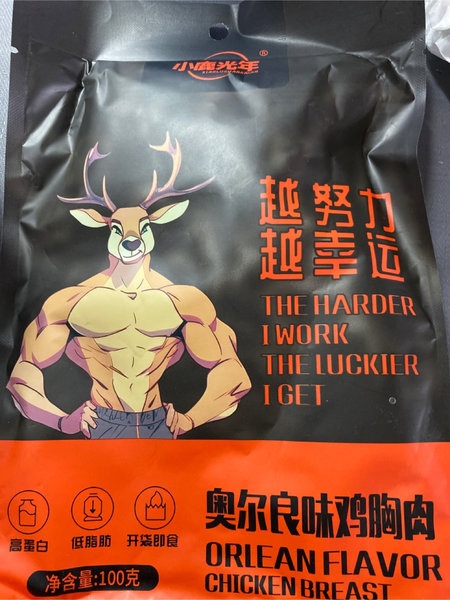 小鹿光年®
XIAOLUGUANGNIAN
越努力
越幸运
THE HARDER
I WORK
THE LUCKIER
I GET
高蛋白
低脂肪
开袋即食
净含量:100克
奥尔良味鸡胸肉
ORLEAN FLAVOR
CHICKEN BREAST